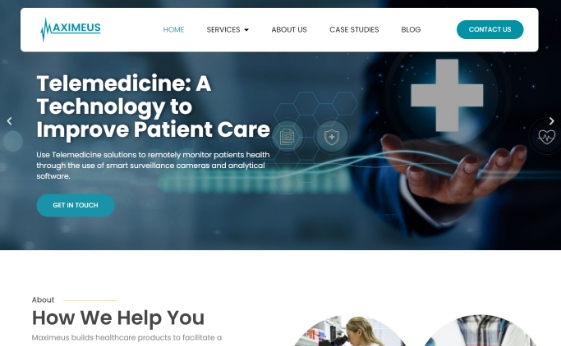 MAXIMEUS
HOME
SERVICES
ABOUT US
CASE STUDIES
BLOG
CONTACT US
Telemedicine: A
Technology to
Improve Patient Care
Use Telemedicine solutions to remotely monitor patients health
through the use of smart surveillance cameras and analytical
software.
GET IN TOUCH
About
How We Help You
Maximeus builds healthcare products to facilitate a